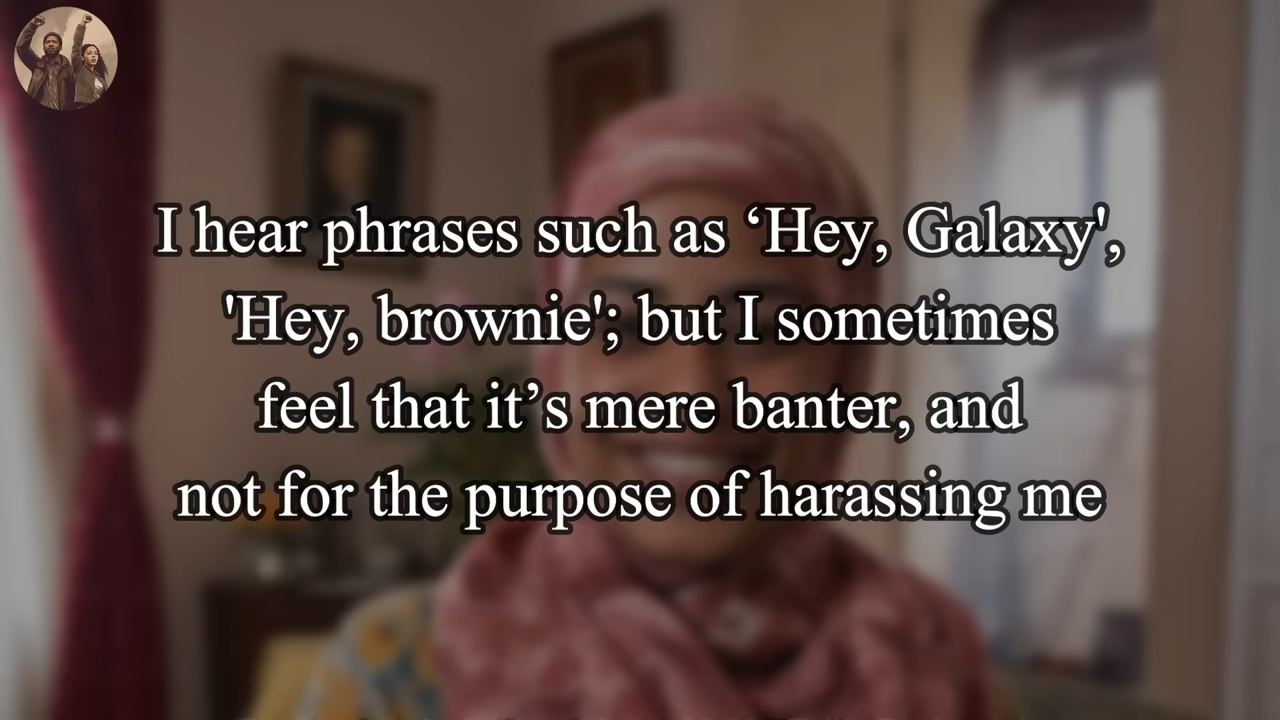 I hear phrases such as ‘Hey, Galaxy',
'Hey, brownie'; but I sometimes
feel that it’s mere banter, and
not for the purpose of harassing me